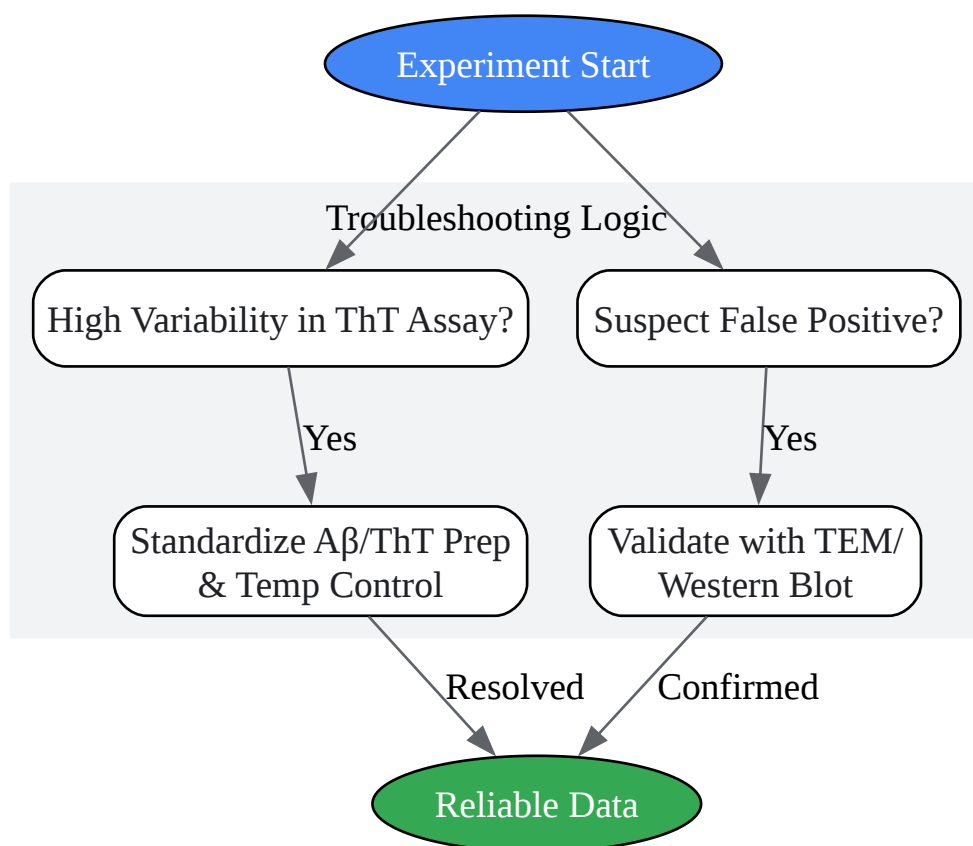 Experiment Start
Troubleshooting Logic
High Variability in ThT Assay?
Suspect False Positive?
Yes
Yes
Standardize Aβ/ThT Prep
& Temp Control
Validate with TEM/
Western Blot
Resolved
Confirmed
Reliable Data